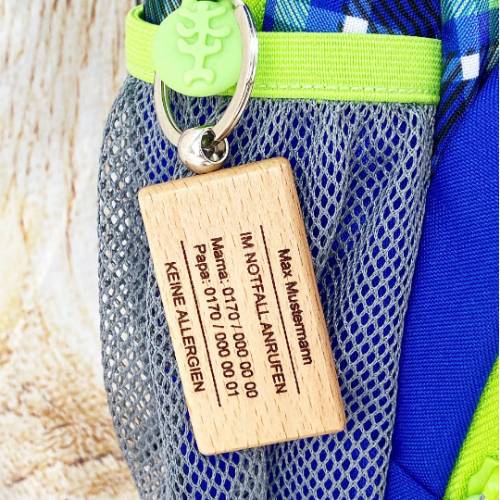 Max Mustermann
IM NOTFALL ANRUFEN
Mama: 0170 / 000 00 00
Papa: 0170 / 000 00 01
KEINE ALLERGIEN